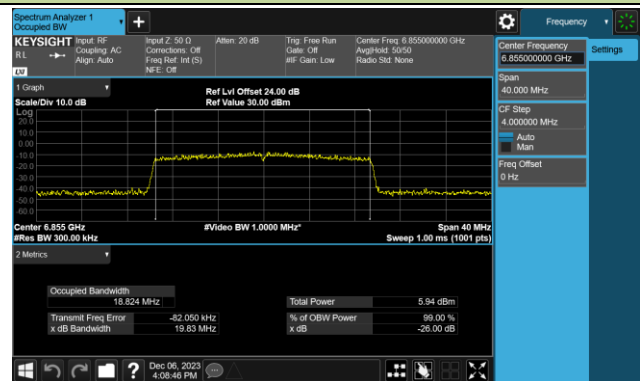 Spectrum Analyzer 1
Occupied BW
Frequency
KEYSIGHT
RL
Input: RF
Coupling: AC
Align: Auto
Input Z: 50 Ω
Corrections: Off
Freq Ref: Int (S)
NFE: Off
Atten: 20 dB
Trig: Free Run
Gate: Off
#IF Gain: Low
Center Freq: 6.855000000 GHz
Avg|Hold: 50/50
Radio Std: None
Center Frequency
6.855000000 GHz
Settings
Span
40.000 MHz
CF Step
4.000000 MHz
Auto
Man
Freq Offset
0 Hz
1 Graph
Scale/Div 10.0 dB
Ref Lvl Offset 24.00 dB
Ref Value 30.00 dBm
Log
20.0
10.0
0.00
-10.0
-20.0
-30.0
-40.0
-50.0
-60.0
Center 6.855 GHz
#Video BW 1.0000 MHz*
Span 40 MHz
#Res BW 300.00 kHz
Sweep 1.00 ms (1001 pts)
2 Metrics
Occupied Bandwidth
18.824 MHz
Total Power
5.94 dBm
Transmit Freq Error
-82.050 kHz
% of OBW Power
99.00 %
x dB Bandwidth
19.83 MHz
x dB
-26.00 dB
Dec 06, 2023
4:08:46 PM